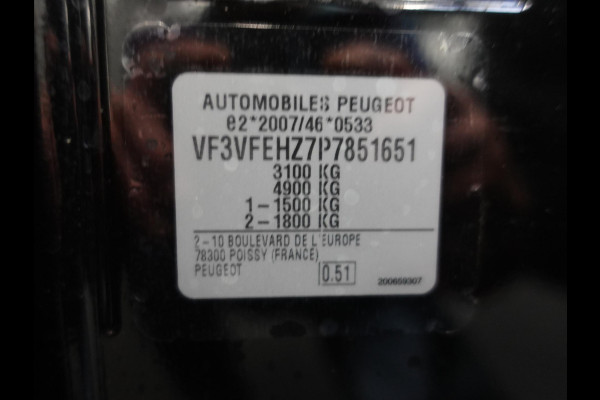 AUTOMOBILES PEUGEOT
e2*2007/46*0533
VF3VFEHZ7P7851651
3100 KG
4900 KG
1-1500 KG
2-1800 KG
2-10 BOULEVARD DE L'EUROPE
78300 POISSY (FRANCE)
PEUGEOT 0.51
200659307